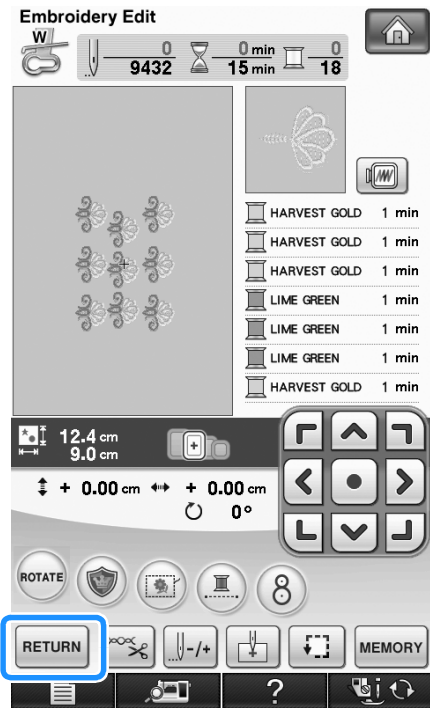 Embroidery Edit
W
0
9432
0 min
15 min
0
18
HARVEST GOLD 1 min
HARVEST GOLD 1 min
HARVEST GOLD 1 min
LIME GREEN 1 min
LIME GREEN 1 min
LIME GREEN 1 min
HARVEST GOLD 1 min
12.4 cm
9.0 cm
+ 0.00 cm + 0.00 cm
0°
ROTATE
8
RETURN -/+ MEMORY
?